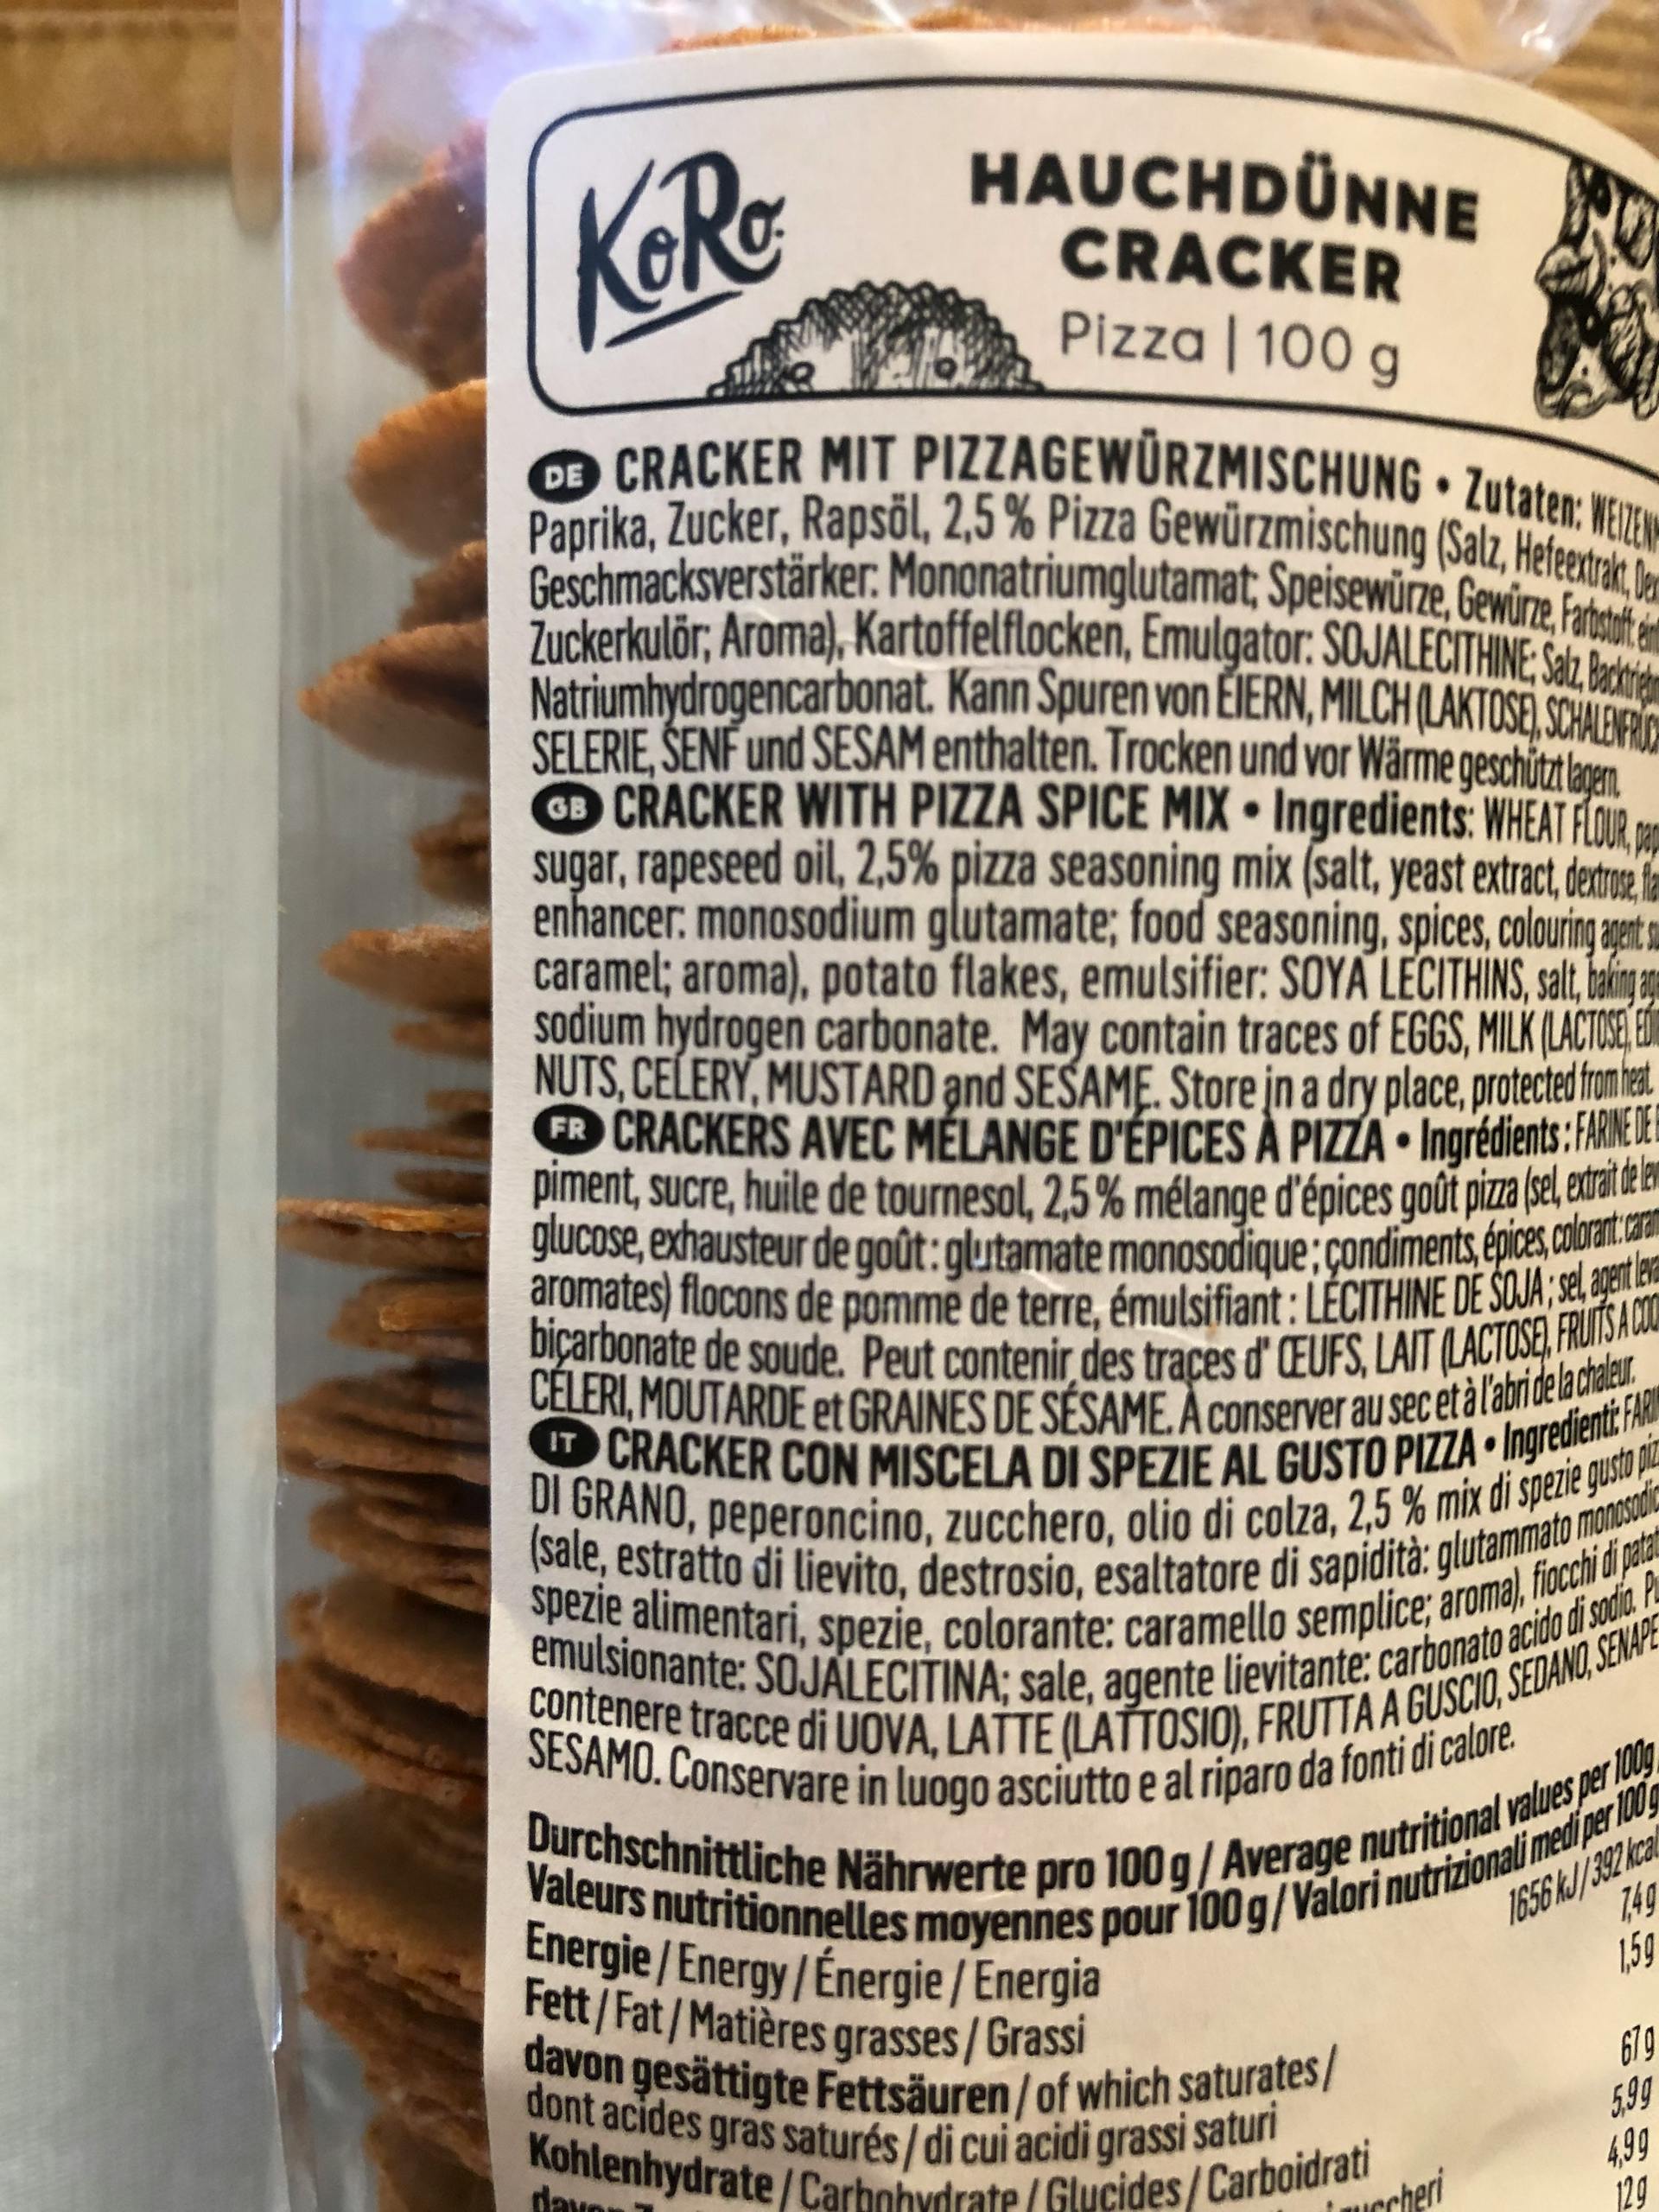 KoRo
HAUCHDÜNNE
CRACKER
Pizza | 100 g
DE CRACKER MIT PIZZAGEWÜRZMISCHUNG • Zutaten:
Paprika, Zucker, Rapsöl, 2,5 % Pizza Gewürzmischung (Salz, Hefeextrakt,
Geschmacksverstärker: Mononatriumglutamat; Speisewürze, Gewürze, Farbstoff:
Zuckerkulör; Aroma), Kartoffelflocken, Emulgator: SOJALECITHINE; Salz,
Natriumhydrogencarbonat. Kann Spuren von EIERN, MILCH (LAKTOSE),
SELERIE, SENF und SESAM enthalten. Trocken und vor Wärme geschützt lagern.
GB CRACKER WITH PIZZA SPICE MIX • Ingredients: WHEAT FLOUR,
sugar, rapeseed oil, 2,5% pizza seasoning mix (salt, yeast extract, dextrose,
enhancer: monosodium glutamate; food seasoning, spices, colouring agent:
caramel; aroma), potato flakes, emulsifier: SOYA LECITHINS, salt, baking
sodium hydrogen carbonate. May contain traces of EGGS, MILK (LACTOSE),
NUTS, CELERY, MUSTARD and SESAME. Store in a dry place, protected from heat.
FR CRACKERS AVEC MÉLANGE D'ÉPICES À PIZZA • Ingrédients : FARINE DE
piment, sucre, huile de tournesol, 2,5 % mélange d'épices goût pizza (sel, extrait de
glucose, exhausteur de goût : glutamate monosodique ; condiments, épices, colorant :
aromates) flocons de pomme de terre, émulsifiant : LÉCITHINE DE SOJA ; sel, agent
bicarbonate de soude. Peut contenir des traces d' ŒUFS, LAIT (LACTOSE), FRUITS A
CÉLERI, MOUTARDE et GRAINES DE SÉSAME. À conserver au sec et à l'abri de la chaleur.
IT CRACKER CON MISCELA DI SPEZIE AL GUSTO PIZZA • Ingredienti:
DI GRANO, peperoncino, zucchero, olio di colza, 2,5 % mix di spezie gusto
(sale, estratto di lievito, destrosio, esaltatore di sapidità: glutammato
spezie alimentari, spezie, colorante: caramello semplice; aroma), fiocchi di
emulsionante: SOJALECITINA; sale, agente lievitante: carbonato acido di sodio.
contenere tracce di UOVA, LATTE (LATTOSIO), FRUTTA A GUSCIO, SEDANO, SENAPE
SESAMO. Conservare in luogo asciutto e al riparo da fonti di calore.
Durchschnittliche Nährwerte pro 100 g / Average nutritional values per 100g
Valeurs nutritionnelles moyennes pour 100 g / Valori nutrizionali medi per 100 g
Energie / Energy / Énergie / Energia 1656 kJ / 392 kcal
Fett / Fat / Matières grasses / Grassi 7,4 g
davon gesättigte Fettsäuren / of which saturates /
dont acides gras saturés / di cui acidi grassi saturi 1,5 g
Kohlenhydrate / Carbohydrate / Glucides / Carboidrati 67 g
5,9 g
4,9 g
12 g